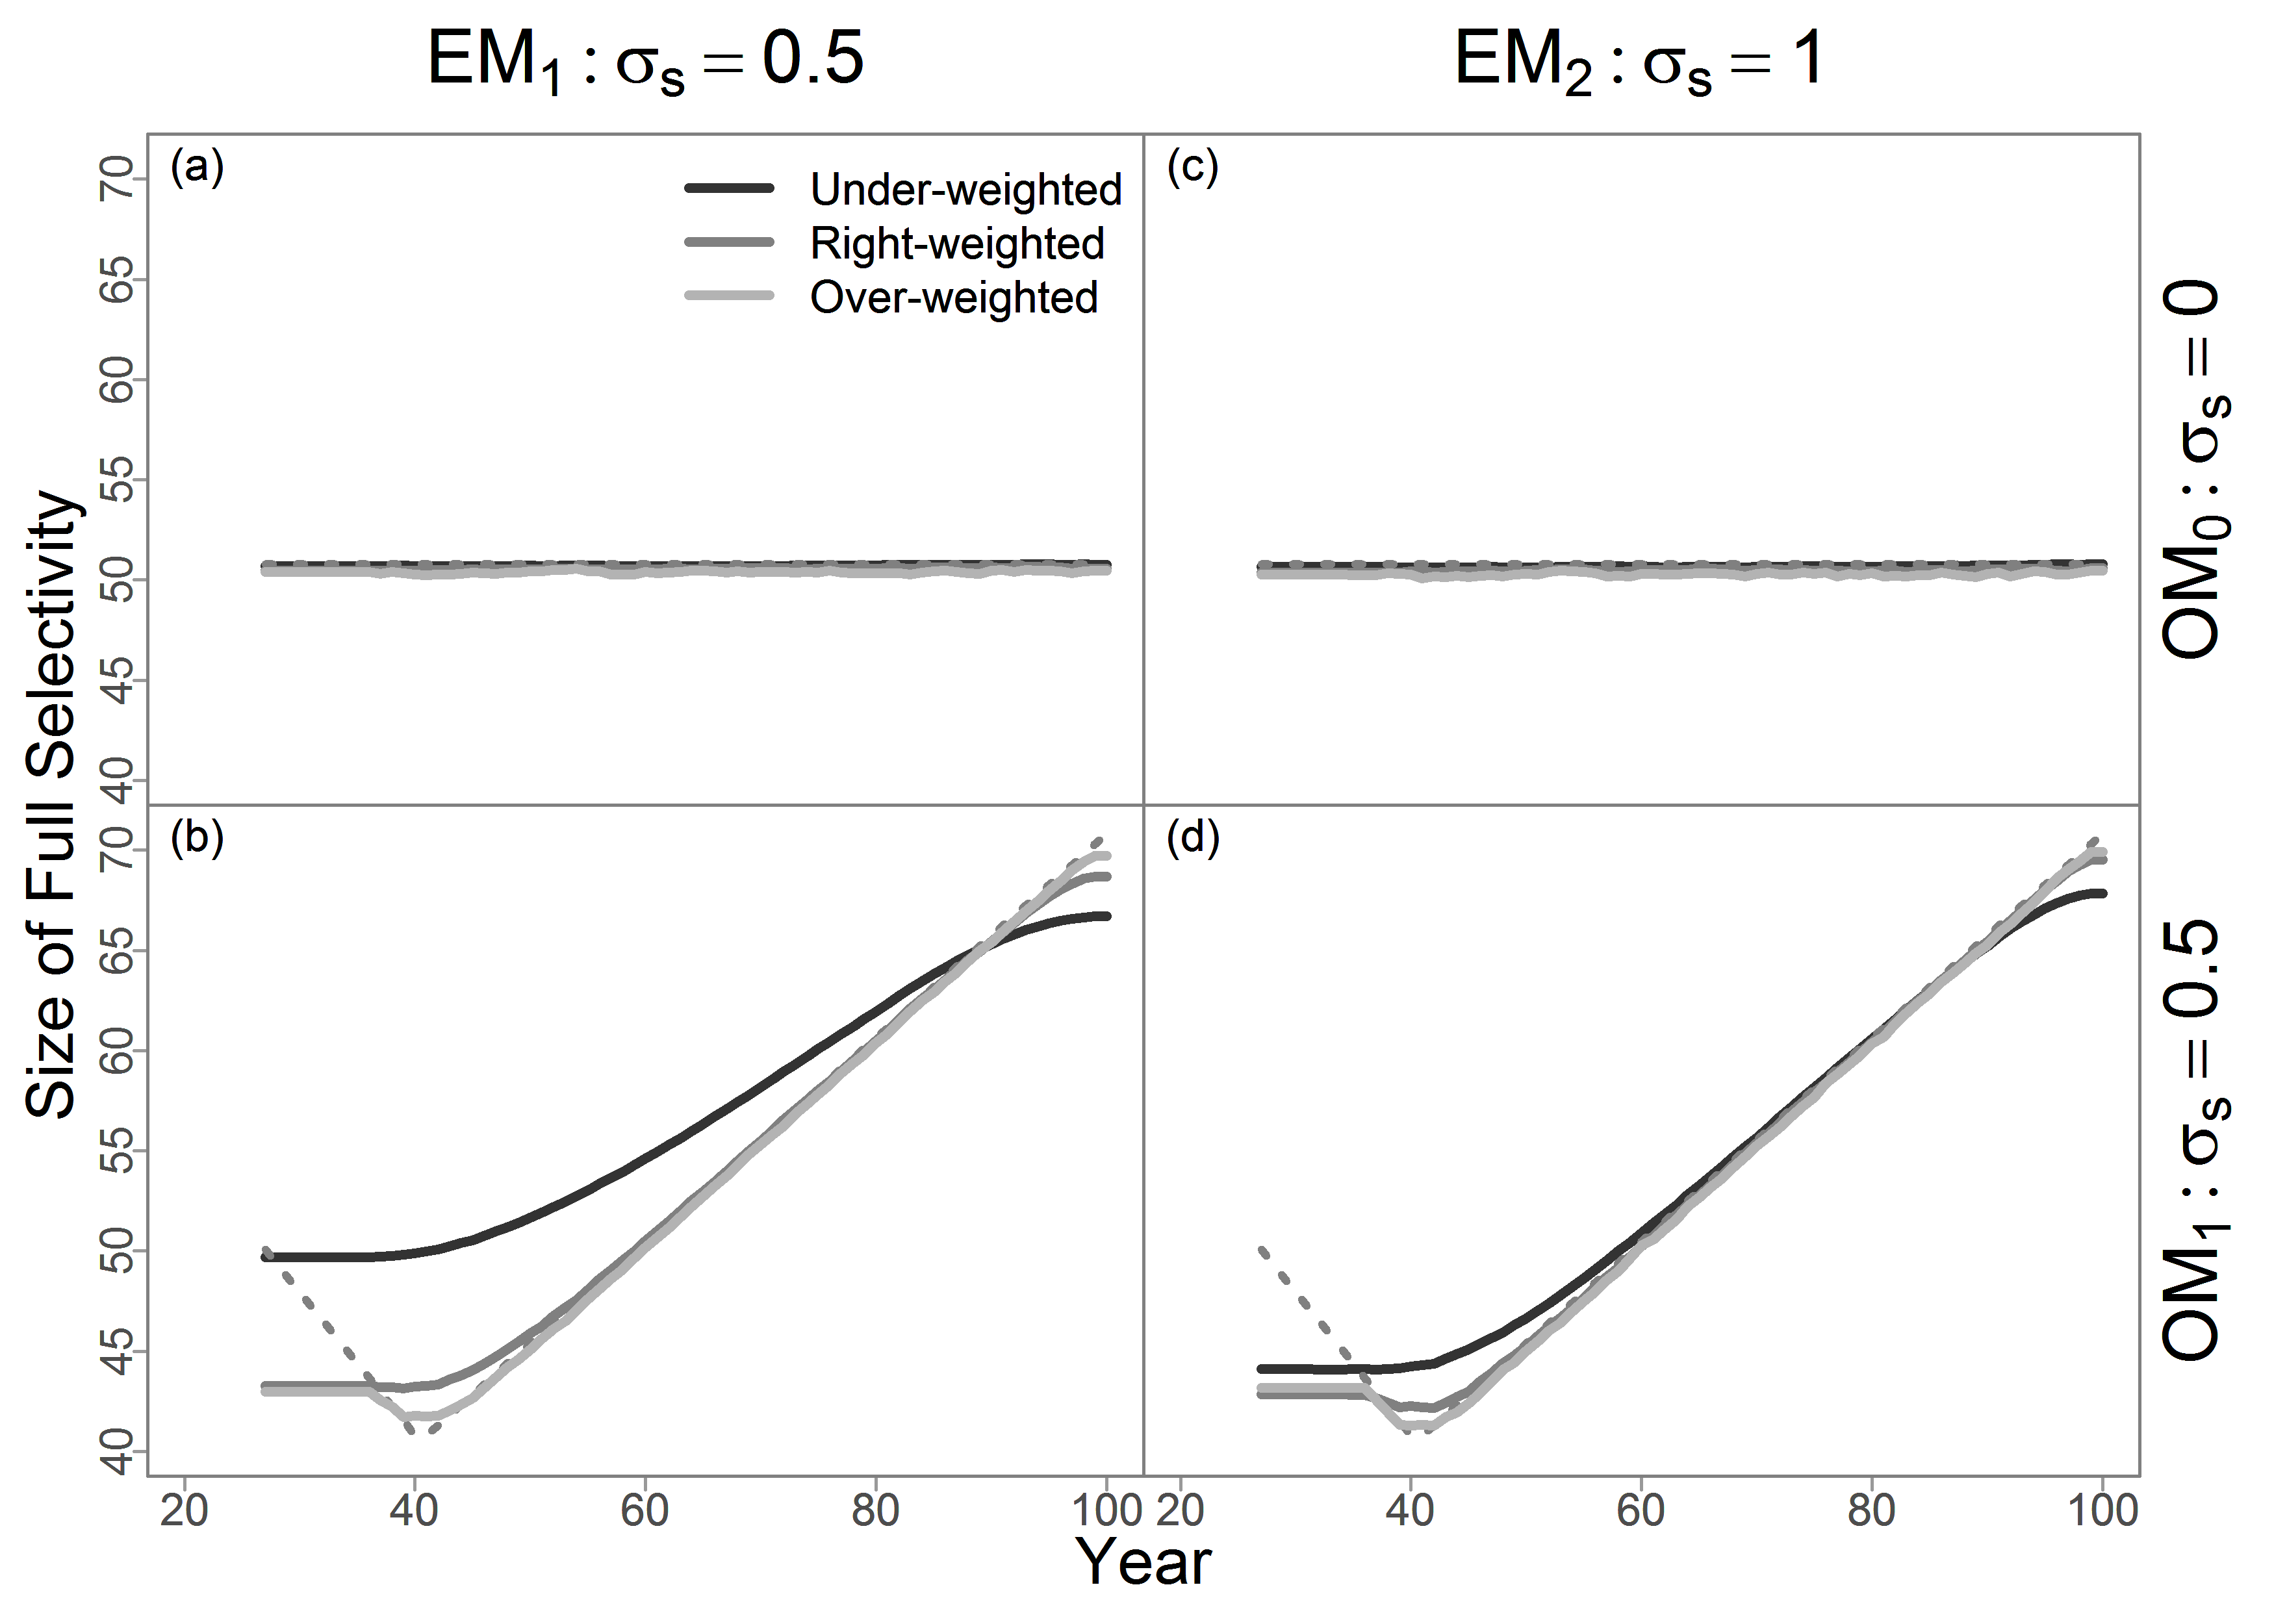 EM₁ : σₛ = 0.5
EM₂ : σₛ = 1
(a)
Under-weighted
Right-weighted
Over-weighted
(c)
OM₀ : σₛ = 0
70
65
60
55
50
45
40
Size of Full Selectivity
(b)
(d)
OM₁ : σₛ = 0.5
70
65
60
55
50
45
40
20 40 60 80 100
20 40 60 80 100
Year